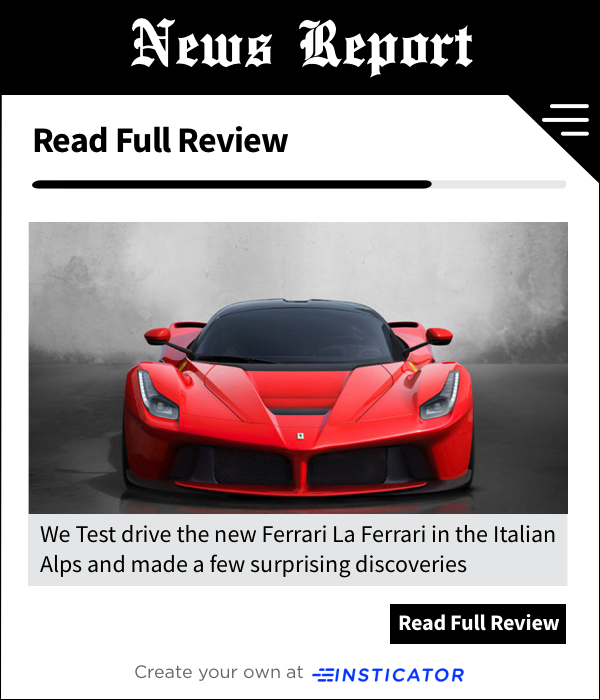 News Report
Read Full Review
We Test drive the new Ferrari La Ferrari in the Italian
Alps and made a few surprising discoveries
Read Full Review
Create your own at INSTICATOR